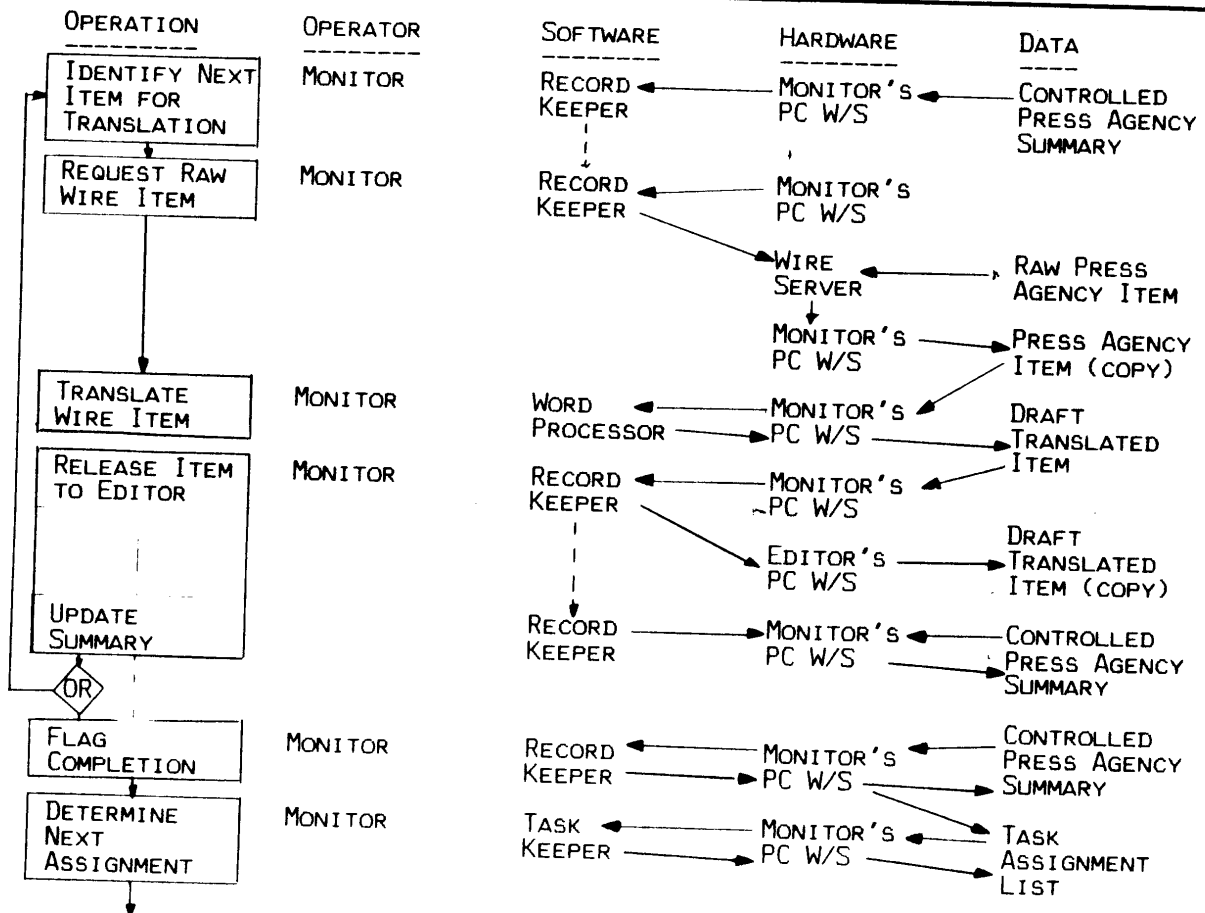 OPERATION OPERATOR SOFTWARE HARDWARE DATA
IDENTIFY NEXT
ITEM FOR
TRANSLATION
MONITOR
RECORD
KEEPER
MONITOR'S
PC W/S
CONTROLLED
PRESS AGENCY
SUMMARY
REQUEST RAW
WIRE ITEM
MONITOR
RECORD
KEEPER
MONITOR'S
PC W/S
WIRE
SERVER
RAW PRESS
AGENCY ITEM
MONITOR'S
PC W/S
PRESS AGENCY
ITEM (COPY)
TRANSLATE
WIRE ITEM
MONITOR
WORD
PROCESSOR
MONITOR'S
PC W/S
DRAFT
TRANSLATED
ITEM
RELEASE ITEM
TO EDITOR
MONITOR
RECORD
KEEPER
MONITOR'S
PC W/S
EDITOR'S
PC W/S
DRAFT
TRANSLATED
ITEM (COPY)
UPDATE
SUMMARY
RECORD
KEEPER
MONITOR'S
PC W/S
CONTROLLED
PRESS AGENCY
SUMMARY
OR
FLAG
COMPLETION
MONITOR
RECORD
KEEPER
MONITOR'S
PC W/S
CONTROLLED
PRESS AGENCY
SUMMARY
DETERMINE
NEXT
ASSIGNMENT
MONITOR
TASK
KEEPER
MONITOR'S
PC W/S
TASK
ASSIGNMENT
LIST